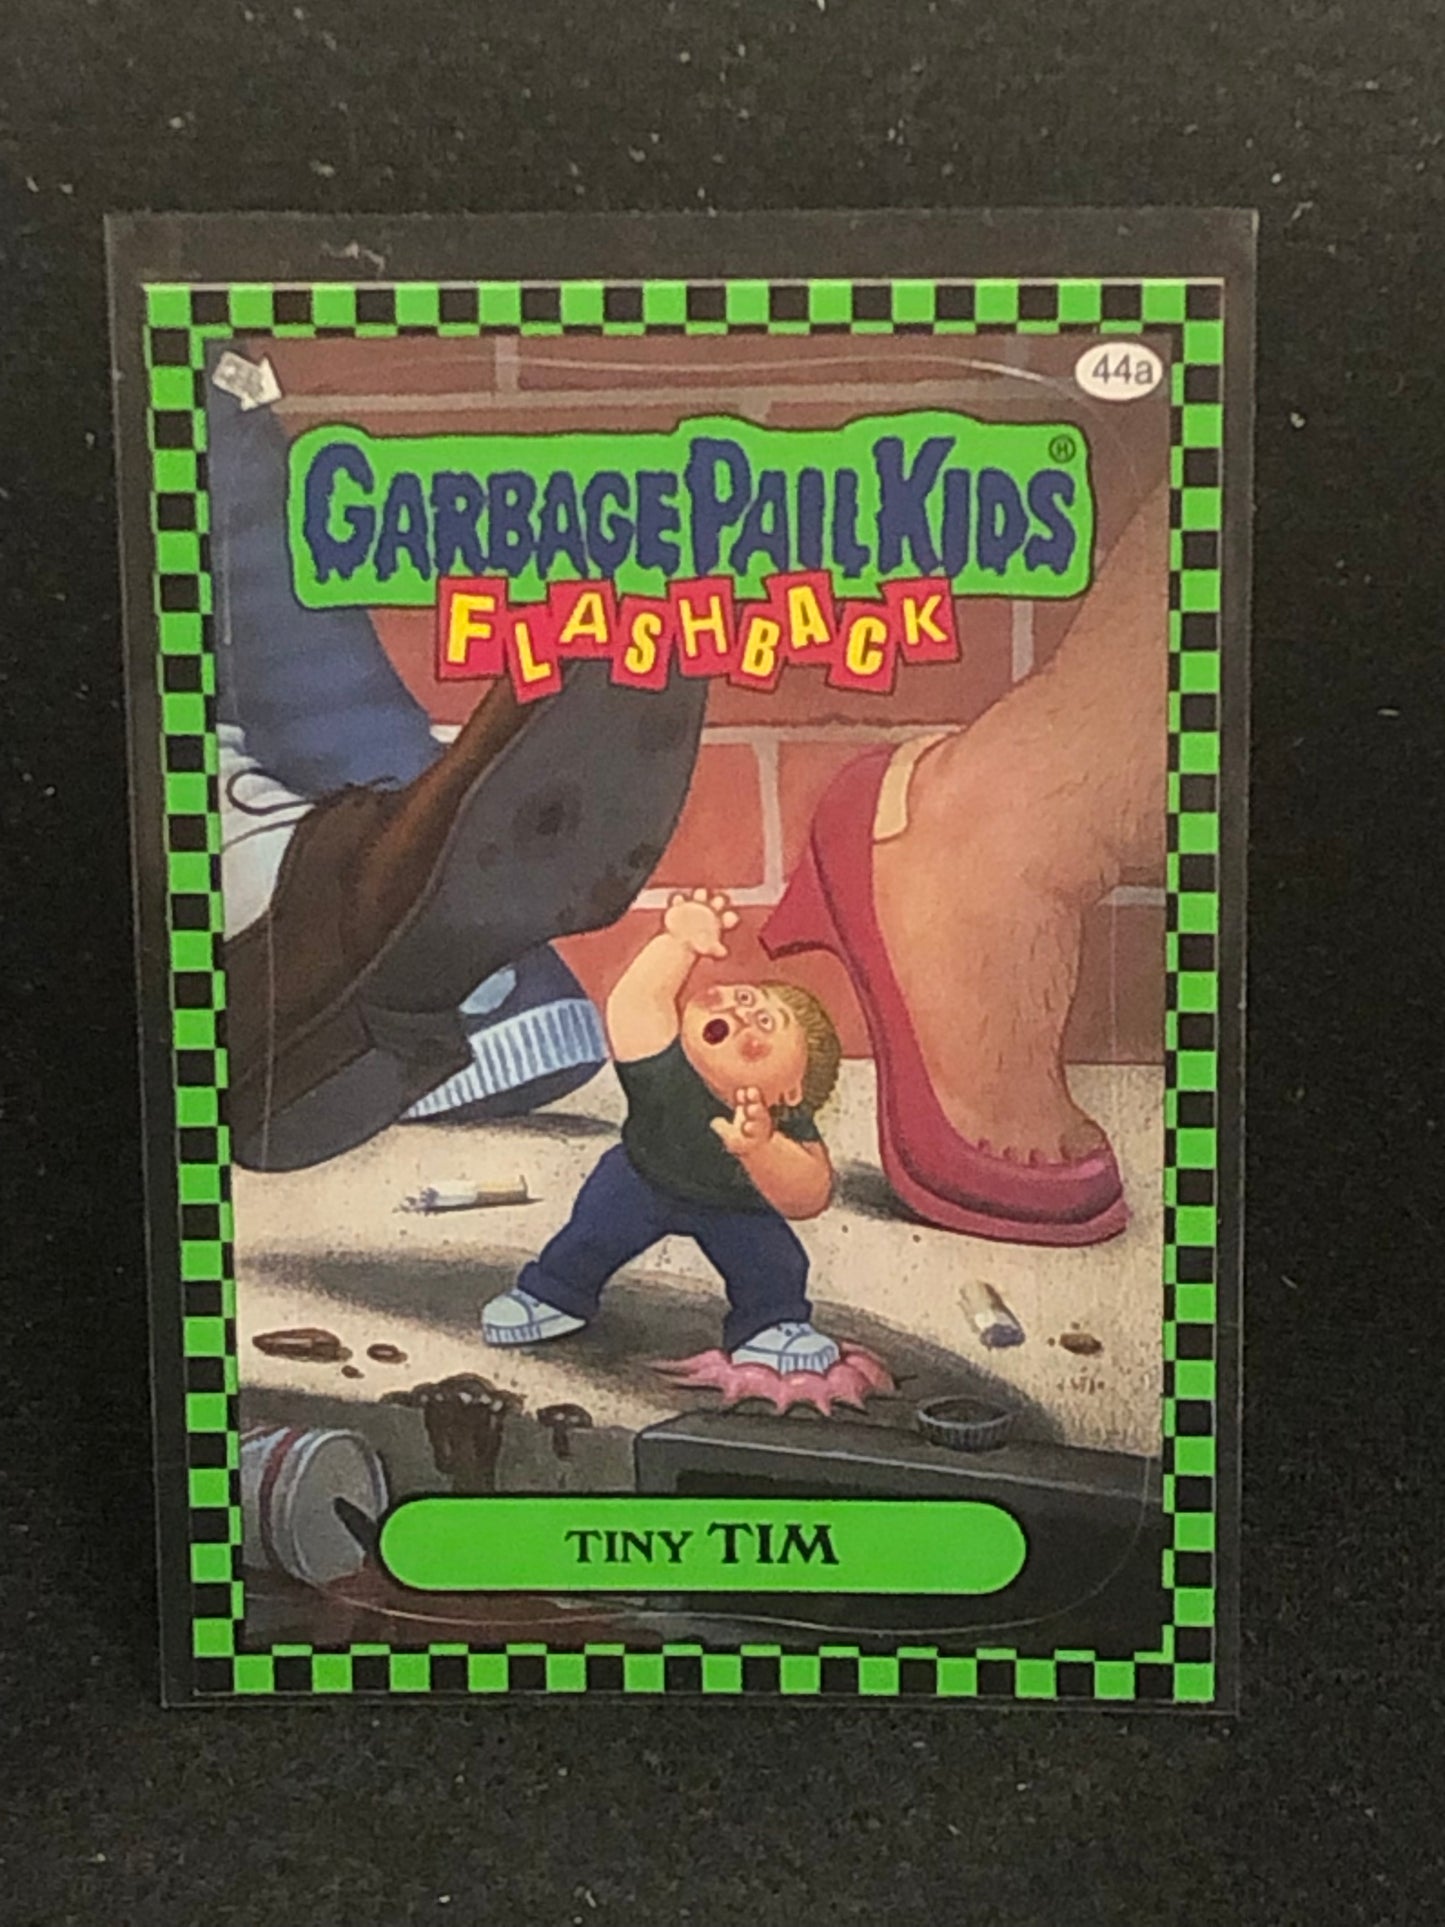 44a
GARBAGE PAIL KIDS®
FLASHBACK
TINY TIM